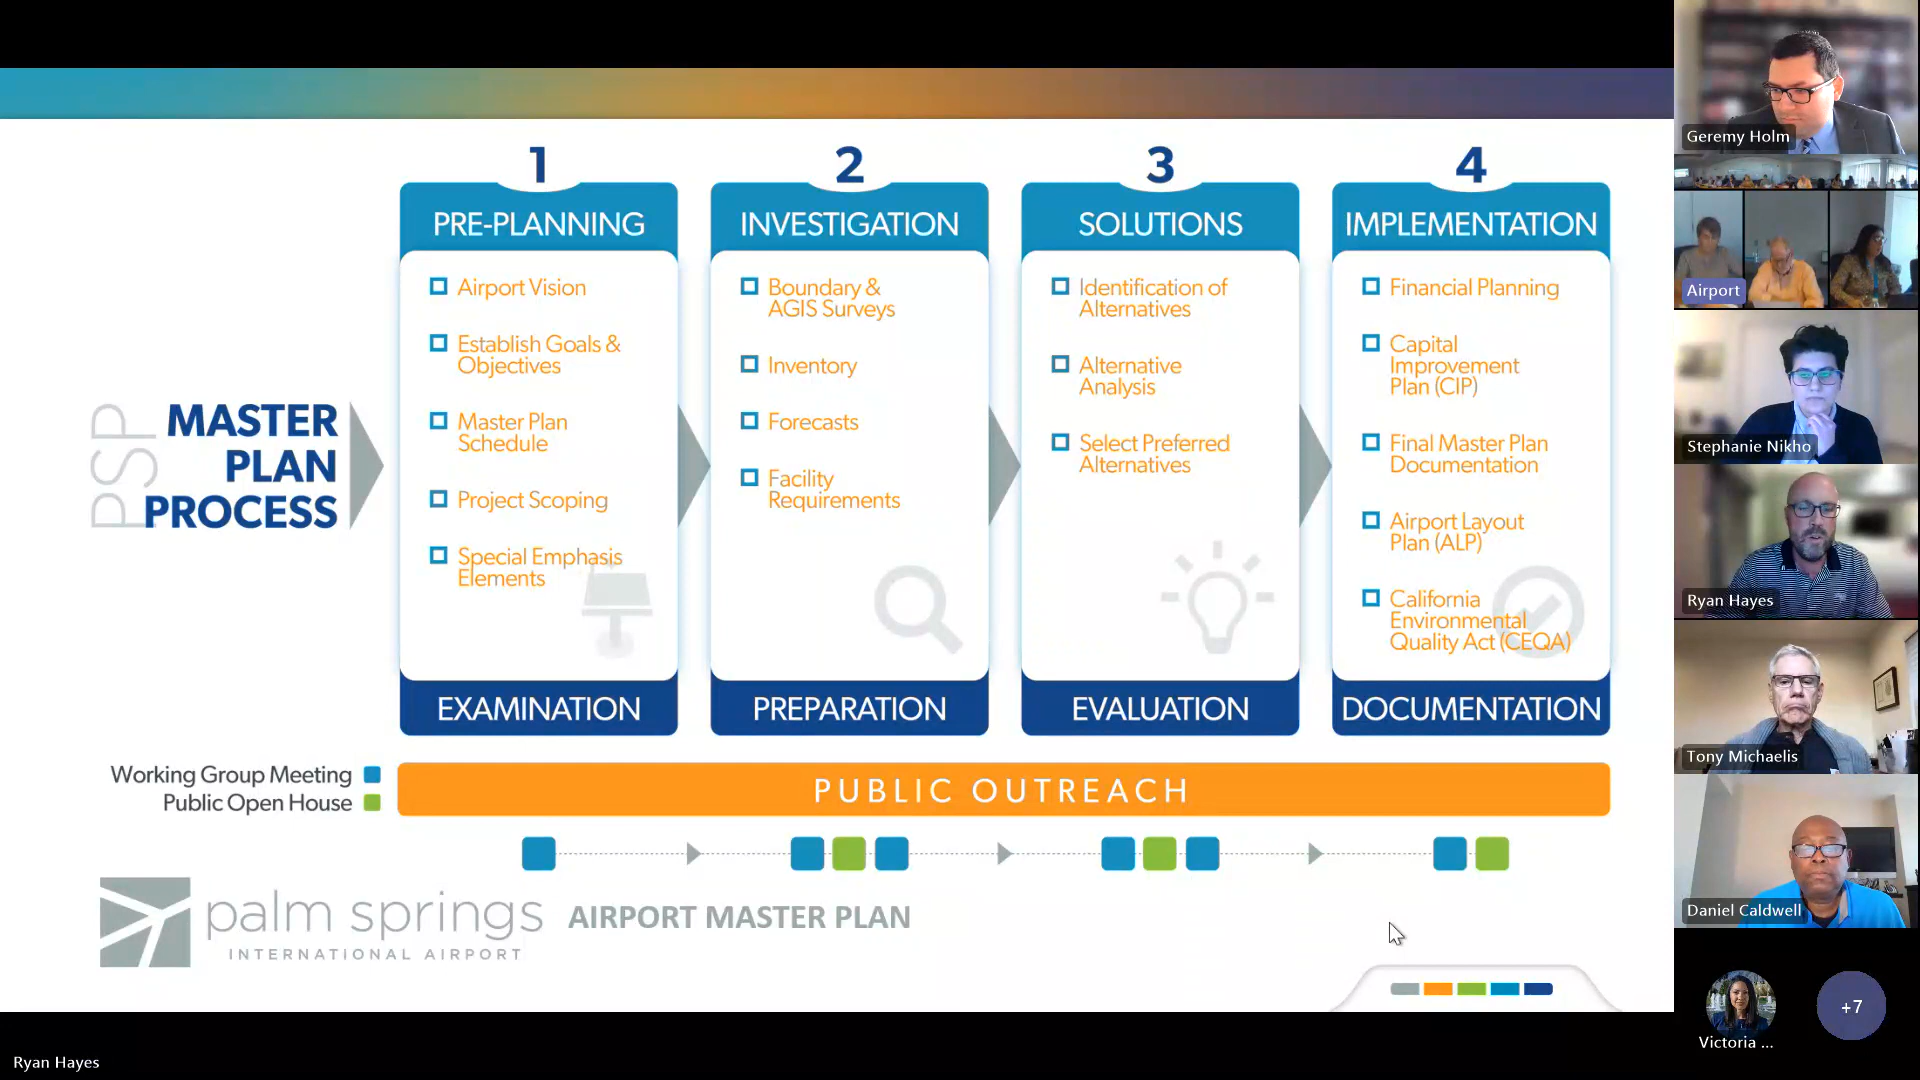 1
PRE-PLANNING
Airport Vision
Establish Goals &
Objectives
Master Plan
Schedule
Project Scoping
Special Emphasis
Elements
EXAMINATION
2
INVESTIGATION
Boundary &
AGIS Surveys
Inventory
Forecasts
Facility
Requirements
PREPARATION
3
SOLUTIONS
Identification of
Alternatives
Alternative
Analysis
Select Preferred
Alternatives
EVALUATION
4
IMPLEMENTATION
Financial Planning
Capital
Improvement
Plan (CIP)
Final Master Plan
Documentation
Airport Layout
Plan (ALP)
California
Environmental
Quality Act (CEQA)
DOCUMENTATION
PSP
MASTER
PLAN
PROCESS
Working Group Meeting
Public Open House
PUBLIC OUTREACH
palm springs
INTERNATIONAL AIRPORT
AIRPORT MASTER PLAN
Ryan Hayes
Geremy Holm
Airport
Stephanie Nikho
Ryan Hayes
Tony Michaelis
Daniel Caldwell
Victoria ...
+7